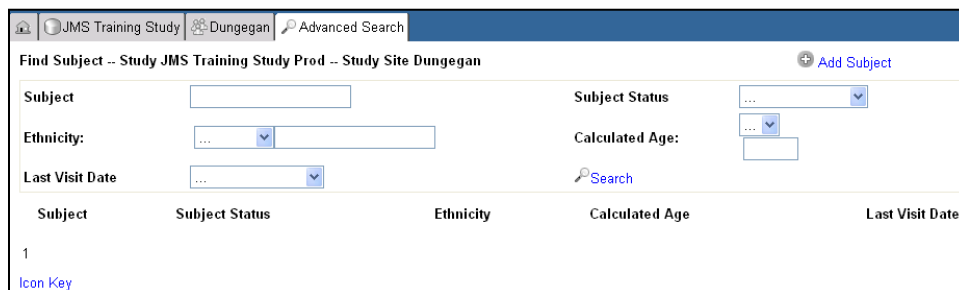 JMS Training Study Dungegan Advanced Search
Find Subject -- Study JMS Training Study Prod -- Study Site Dungegan Add Subject
Subject Subject Status ...
Ethnicity: ... Calculated Age: ...
Last Visit Date ... Search
Subject Subject Status Ethnicity Calculated Age Last Visit Date
1
Icon Key